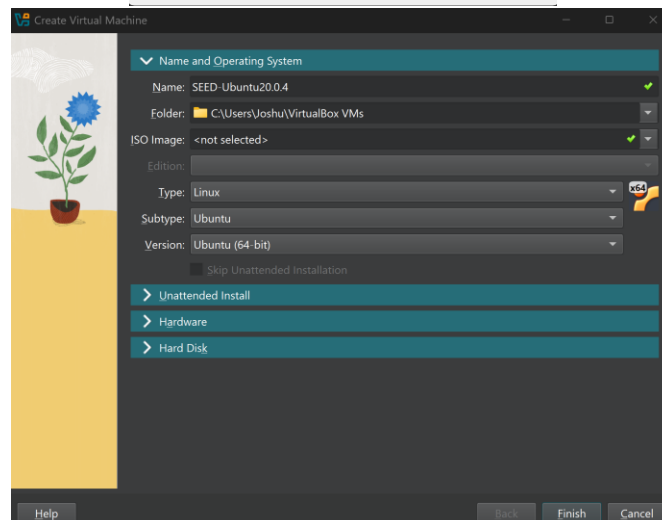 Create Virtual Machine
Name and Operating System
Name: SEED-Ubuntu20.0.4
Folder: C:\Users\Joshu\VirtualBox VMs
ISO Image: <not selected>
Edition:
Type: Linux
x64
Subtype: Ubuntu
Version: Ubuntu (64-bit)
Skip Unattended Installation
Unattended Install
Hardware
Hard Disk
Help Back Finish Cancel